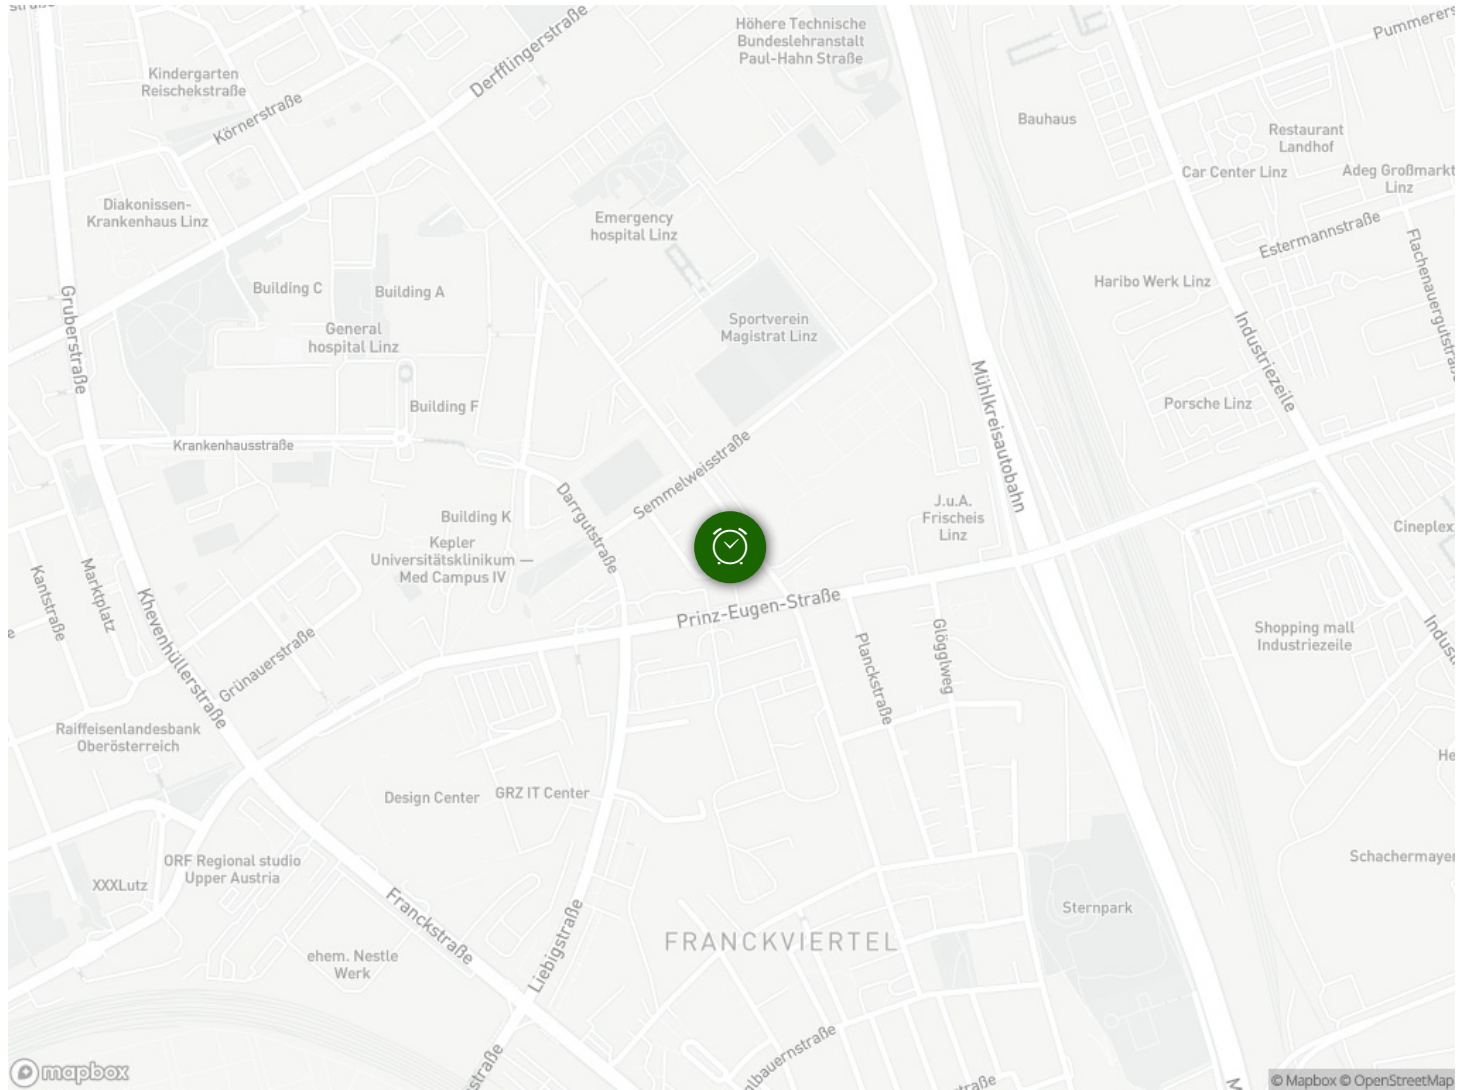 Höhere Technische
Bundeslehranstalt
Paul-Hahn Straße
Derfflingerstraße
Kindergarten
Reischekstraße
Körnerstraße
Bauhaus
Restaurant
Landhof
Car Center Linz
Adeg Großmarkt
Linz
Diakonissen-
Krankenhaus Linz
Emergency
hospital Linz
Estermannstraße
Building C
Building A
Haribo Werk Linz
General
hospital Linz
Sportverein
Magistrat Linz
Gruberstraße
Industriezeile
Mühlkreisautobahn
Building F
Porsche Linz
Krankenhausstraße
Semmelweisstraße
Darrgutstraße
Building K
J.u.A.
Frischeis
Linz
Cineplex
Kepler
Universitätsklinikum —
Med Campus IV
Kantstraße
Marktplatz
Khevenhüllerstraße
Prinz-Eugen-Straße
Glögglweg
Planckstraße
Shopping mall
Industriezeile
Grünauerstraße
Raiffeisenlandesbank
Oberösterreich
Design Center
GRZ IT Center
ORF Regional studio
Upper Austria
XXXLutz
Schachermayer
Franckstraße
Liebigstraße
Sternpark
FRANCKVIERTEL
ehem. Nestle
Werk
mapbox
© Mapbox © OpenStreetMap